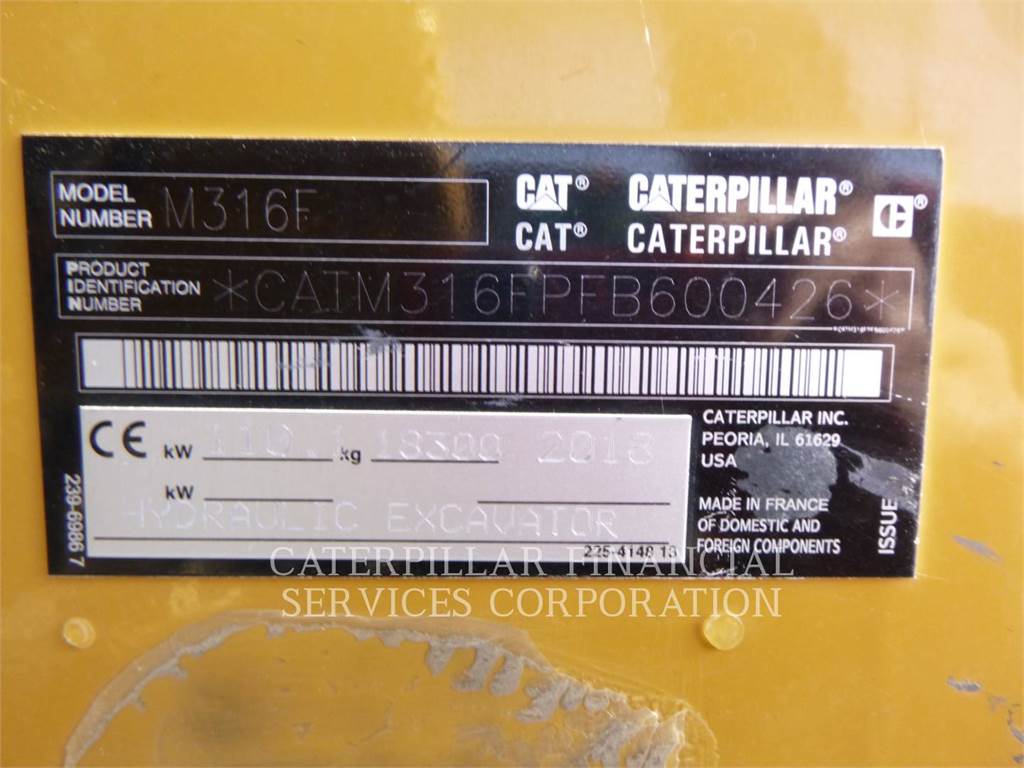 MODEL NUMBER M316F
CAT® CATERPILLAR®
CAT® CATERPILLAR®
C®
PRODUCT IDENTIFICATION NUMBER *CATM316FPFB600426*
CE kW 110.1 kg 18300 2018
kW
HYDRAULIC EXCAVATOR
225-4148 13
239-6986 7
CATERPILLAR INC.
PEORIA, IL 61629
USA
MADE IN FRANCE
OF DOMESTIC AND
FOREIGN COMPONENTS
ISSUE
CATERPILLAR FINANCIAL
SERVICES CORPORATION